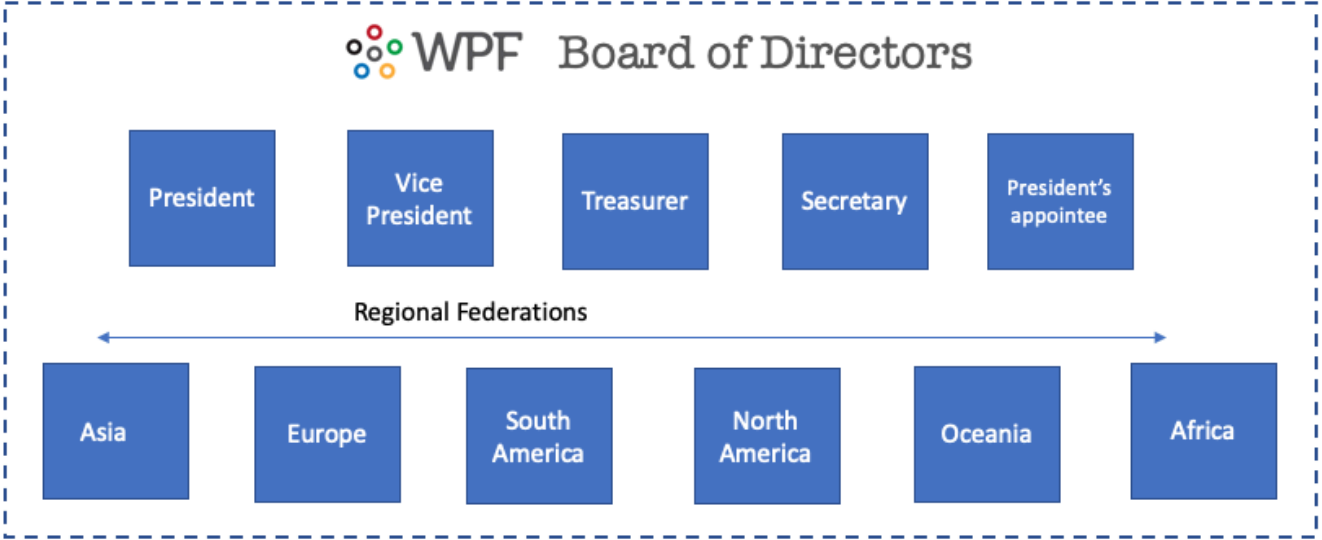 WPF Board of Directors
President
Vice
President
Treasurer
Secretary
President's
appointee
Regional Federations
Asia
Europe
South
America
North
America
Oceania
Africa